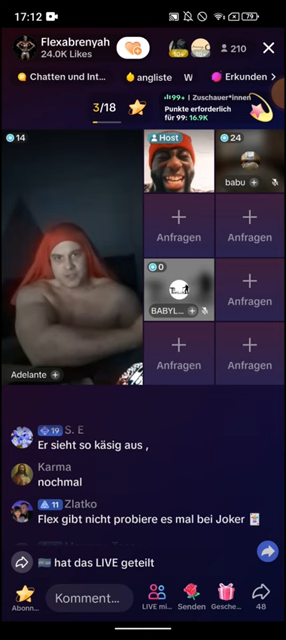 17:12
79
Flexabrenyah
24.0K Likes
210
Chatten und Int...
angliste
Erkunden
3/18
99+ | Zuschauer*innen
Punkte erforderlich
für 99: 16.9K
14
Host
24
babu
Anfragen
Anfragen
0
BABYL...
Anfragen
Anfragen
Anfragen
Adelante
19 S. E
Er sieht so käsig aus ,
Karma
nochmal
11 Zlatko
Flex gibt nicht probiere es mal bei Joker
hat das LIVE geteilt
Abonn...
Komment...
LIVE mi...
Senden
Gesche...
48